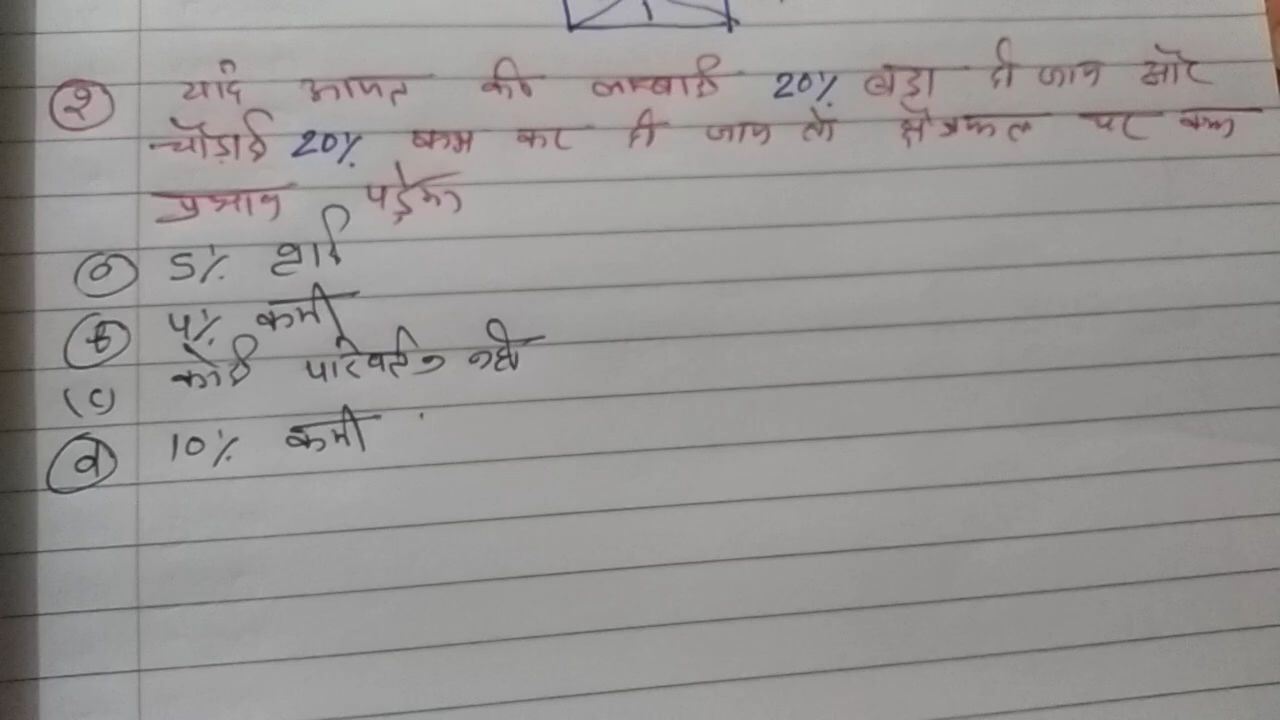 २ यदि आयत की लम्बाई 20% बढ़ा दी जाय और
चौड़ाई 20% कम कर दी जाय तो क्षेत्रफल पर क्या
प्रभाव पड़ेगा
a 5%
b 4% कमी
(c) कोई परिवर्तन नही
d 10% कमी